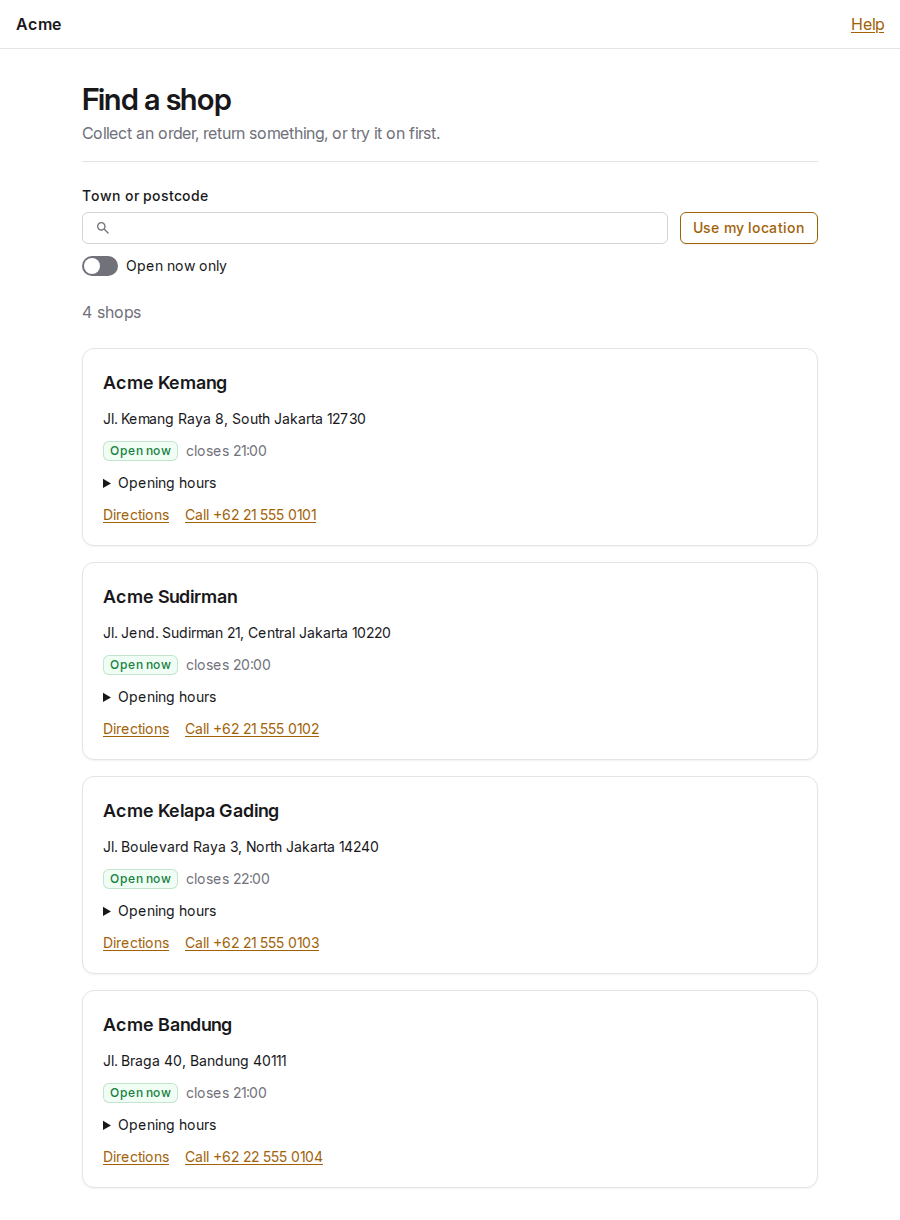 Acme
Help
Find a shop
Collect an order, return something, or try it on first.
Town or postcode
Use my location
Open now only
4 shops
Acme Kemang
Jl. Kemang Raya 8, South Jakarta 12730
Open now closes 21:00
Opening hours
Directions Call +62 21 555 0101
Acme Sudirman
Jl. Jend. Sudirman 21, Central Jakarta 10220
Open now closes 20:00
Opening hours
Directions Call +62 21 555 0102
Acme Kelapa Gading
Jl. Boulevard Raya 3, North Jakarta 14240
Open now closes 22:00
Opening hours
Directions Call +62 21 555 0103
Acme Bandung
Jl. Braga 40, Bandung 40111
Open now closes 21:00
Opening hours
Directions Call +62 22 555 0104